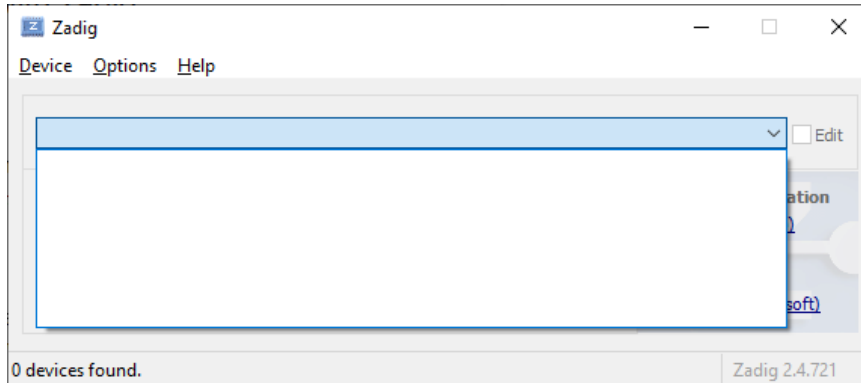 Zadig
Device Options Help
Edit
ation
soft)
0 devices found.
Zadig 2.4.721